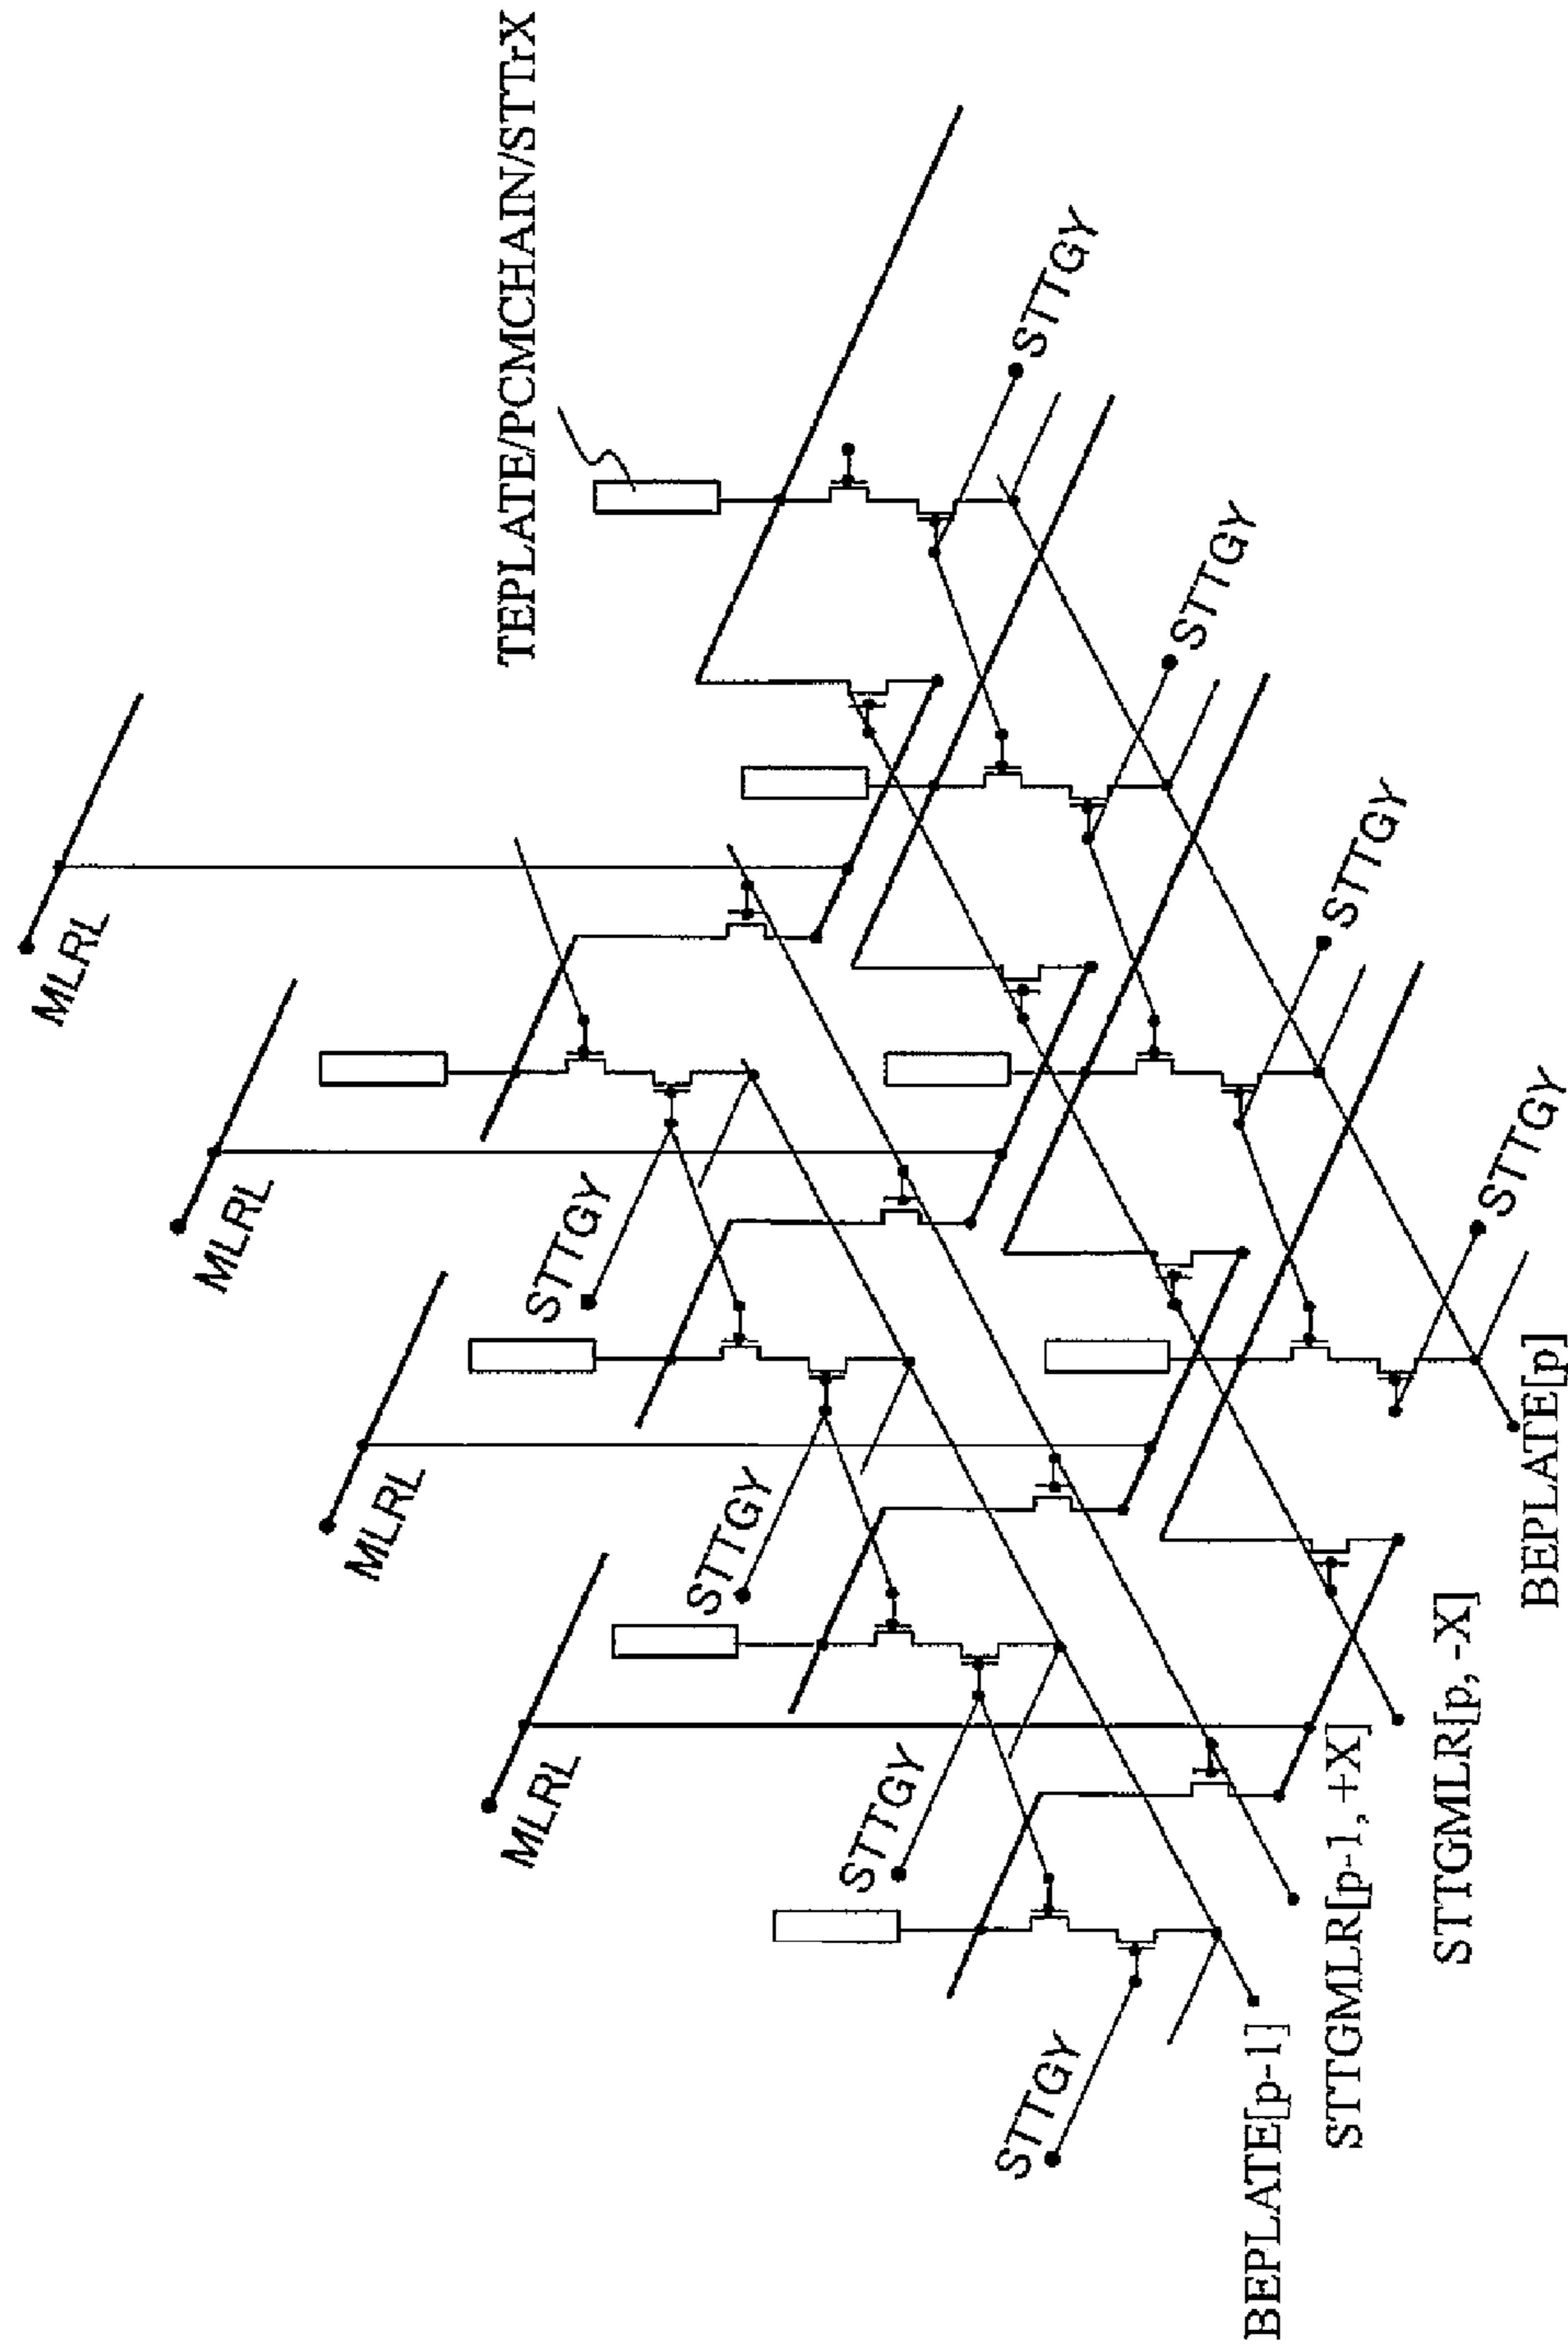 TEPLATE/PCMCHAIN/STTrX
MLRL
MLRL
MLRL
MLRL
STTGY
STTGY
STTGY
STTGY
STTGY
STTGY
STTGY
STTGY
BEPLATE[p-1]
STTGMLR[p-1, +X]
STTGMLR[p, -X]
BEPLATE[p]